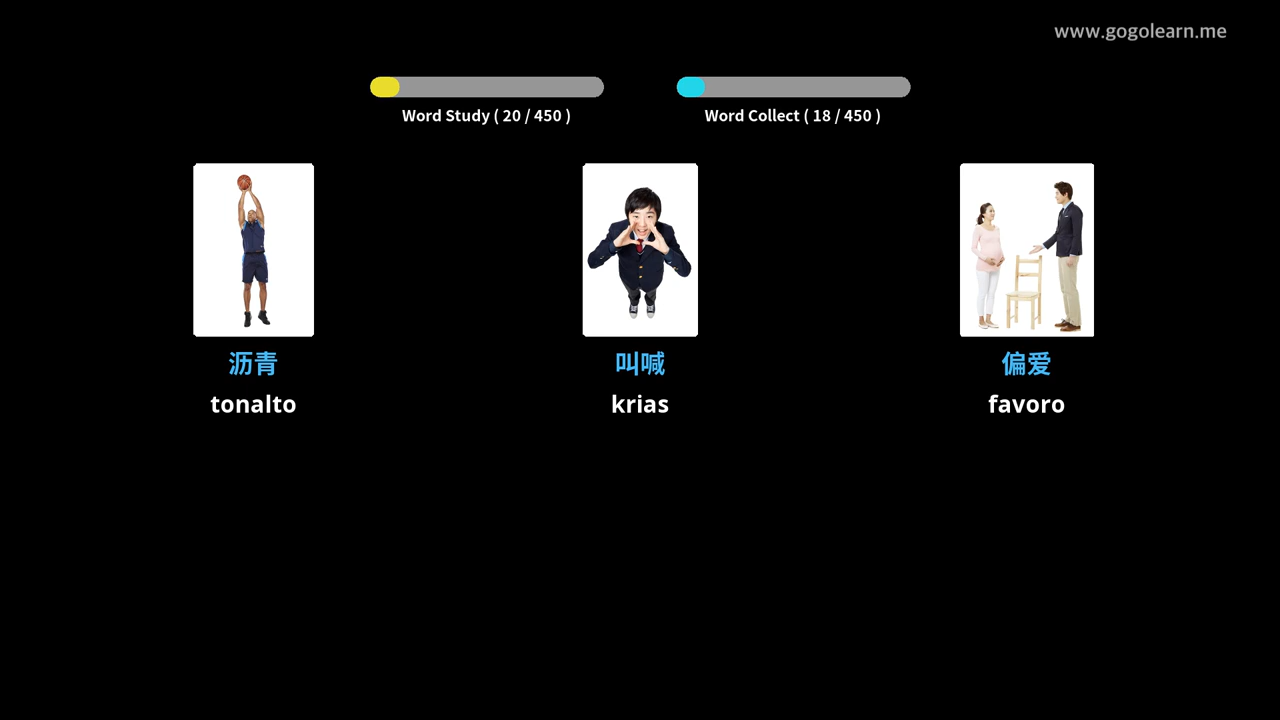 www.gogolearn.me
Word Study ( 20 / 450 )
Word Collect ( 18 / 450 )
沥青
叫喊
偏爱
tonalto
krias
favoro